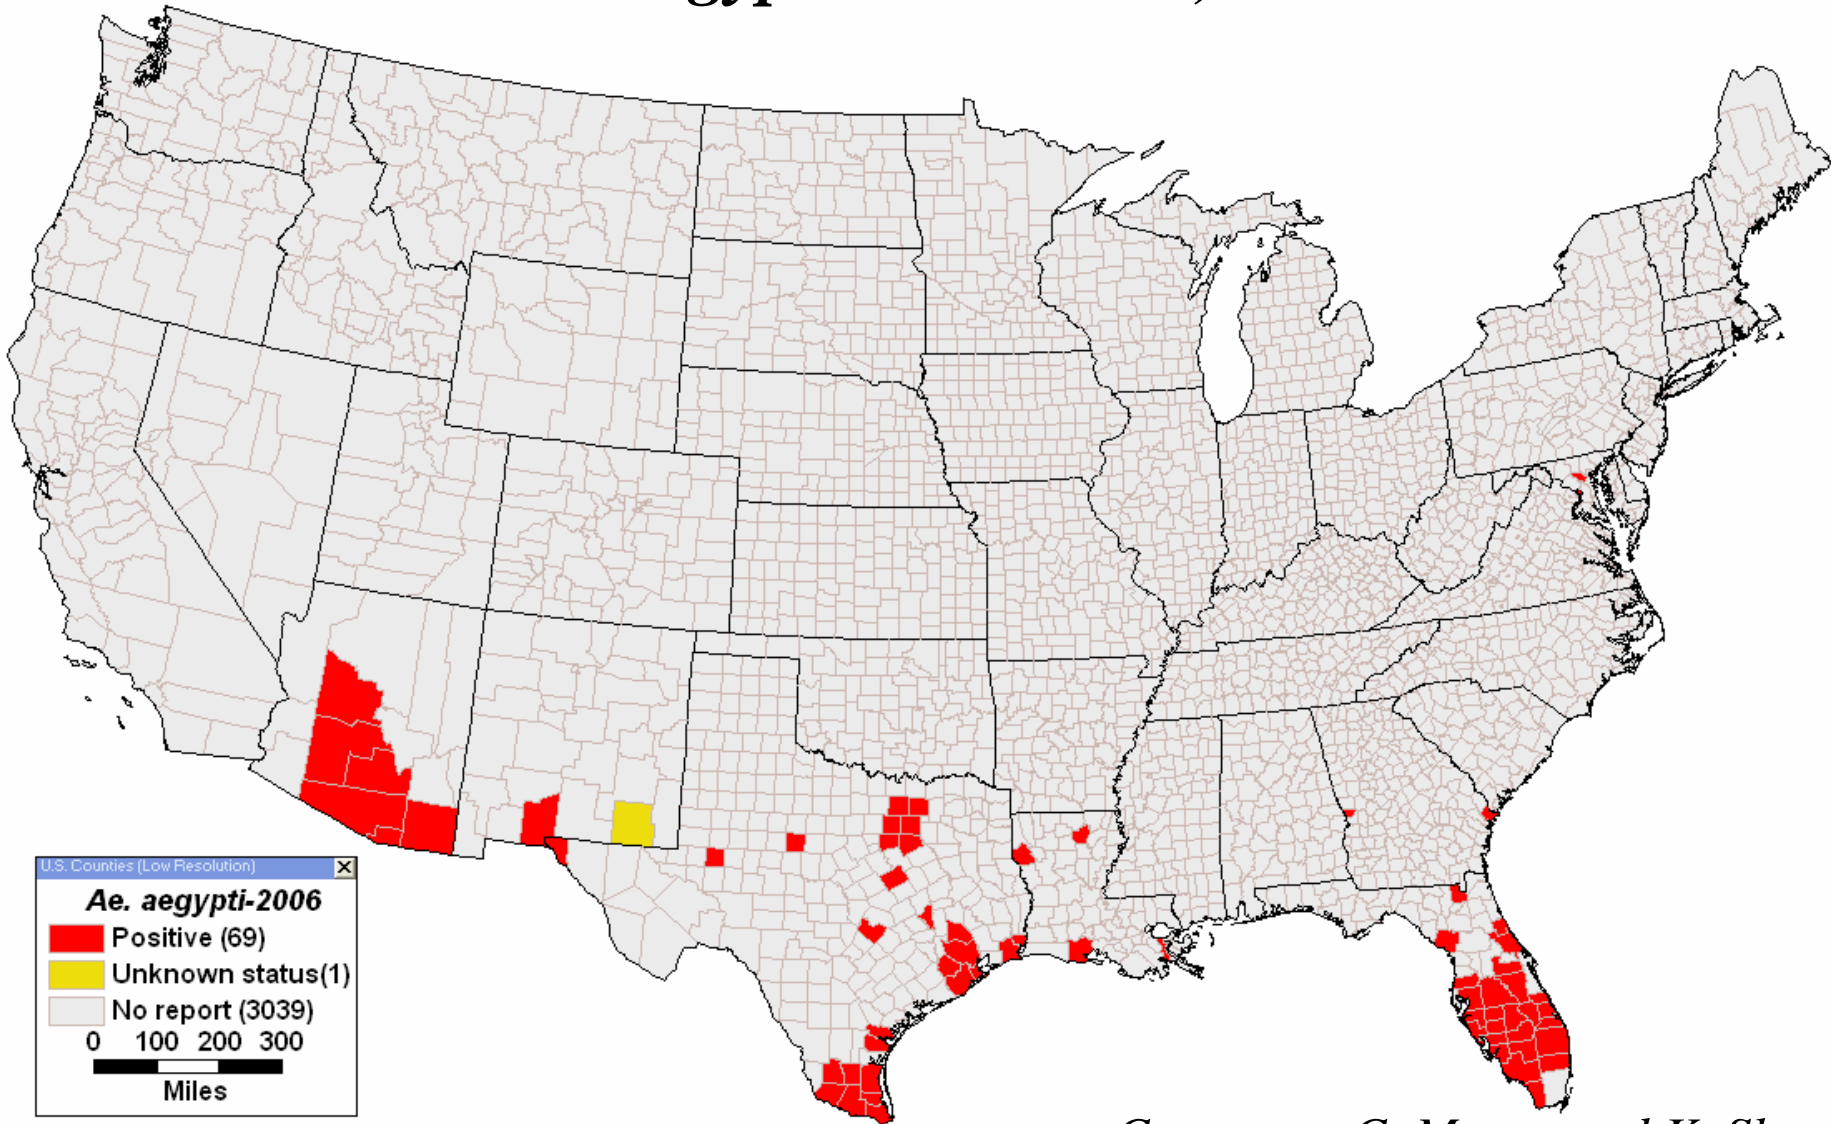 U.S. Counties (Low Resolution)
Ae. aegypti-2006
Positive (69)
Unknown status(1)
No report (3039)
0 100 200 300
Miles